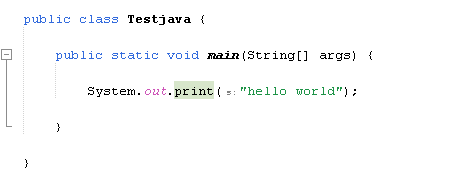 public class Testjava {
public static void main(String[] args) {
System.out.print( s: "hello world");
}
}